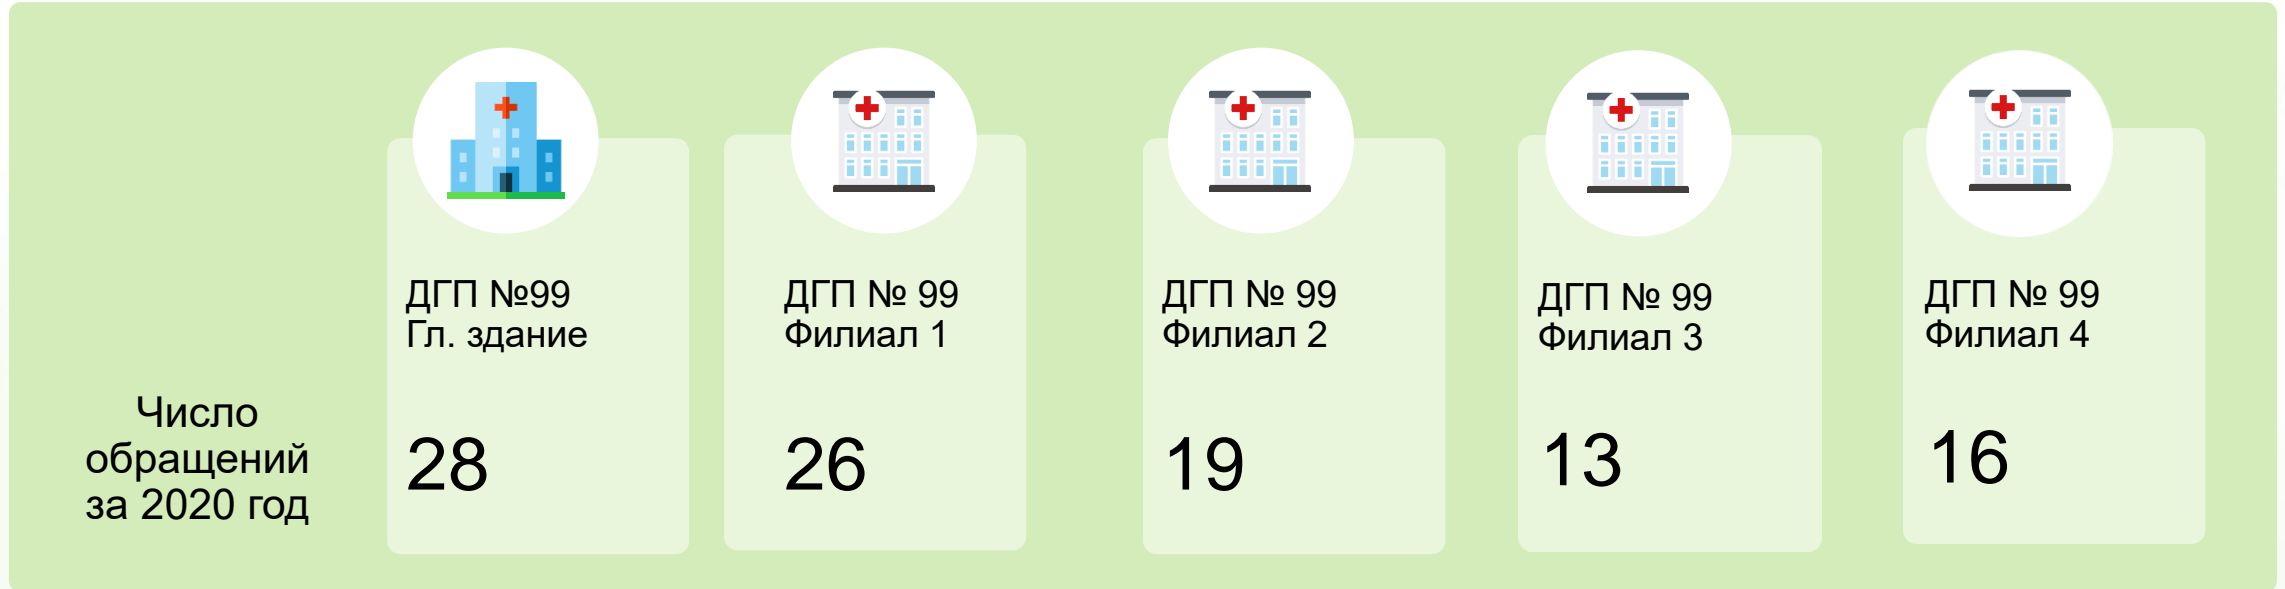 ДГП №99
Гл. здание
ДГП № 99
Филиал 1
ДГП № 99
Филиал 2
ДГП № 99
Филиал 3
ДГП № 99
Филиал 4
Число
обращений
за 2020 год
28
26
19
13
16